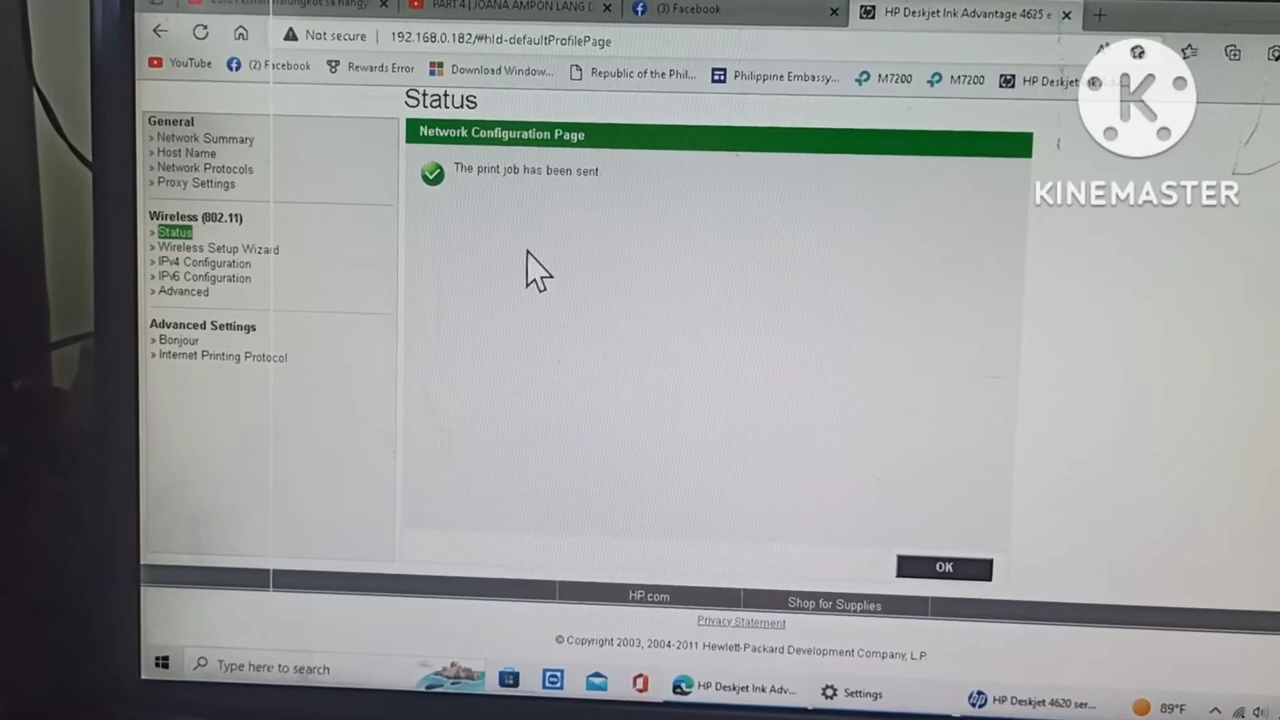 PART 4 | JOANA AMPON LANG D
(3) Facebook
HP Deskjet Ink Advantage 4625 e
Not secure | 192.168.0.182/#hId-defaultProfilePage
YouTube
(2) Facebook
Rewards Error
Download Window...
Republic of the Phil...
Philippine Embassy...
M7200
M7200
HP Deskjet
K
KINEMASTER
Status
General
» Network Summary
» Host Name
» Network Protocols
» Proxy Settings
Wireless (802.11)
» Status
» Wireless Setup Wizard
» IPv4 Configuration
» IPv6 Configuration
» Advanced
Advanced Settings
» Bonjour
» Internet Printing Protocol
Network Configuration Page
The print job has been sent.
OK
HP.com
Shop for Supplies
Privacy Statement
© Copyright 2003, 2004-2011 Hewlett-Packard Development Company, L.P.
Type here to search
HP Deskjet Ink Adv...
Settings
HP Deskjet 4620 ser...
89°F